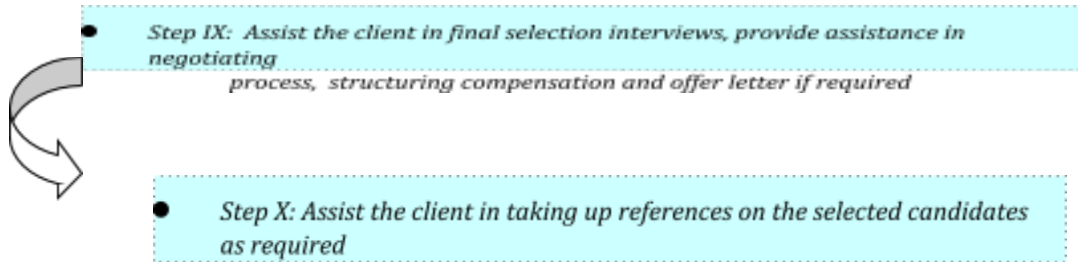 • Step IX: Assist the client in final selection interviews, provide assistance in
negotiating
process, structuring compensation and offer letter if required
• Step X: Assist the client in taking up references on the selected candidates
as required